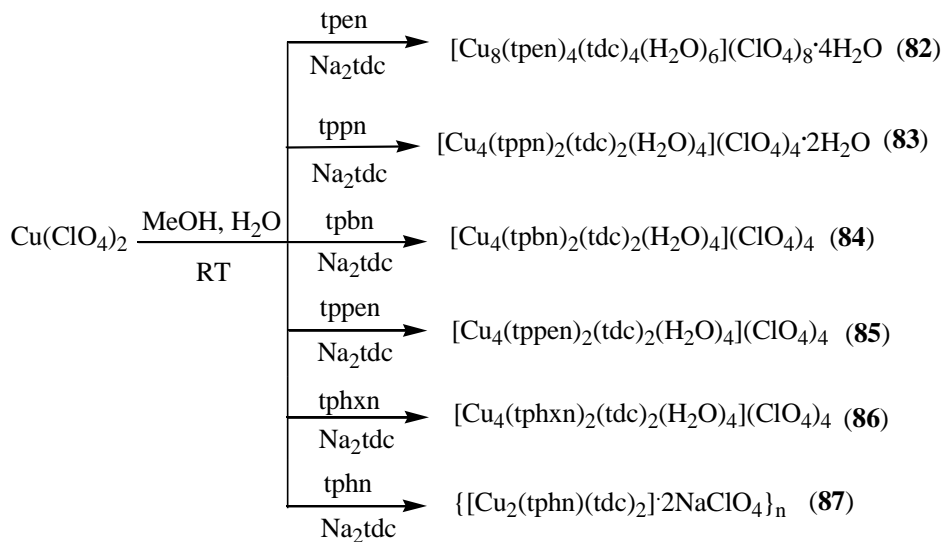 tpen
Na2tdc
[Cu8(tpen)4(tdc)4(H2O)6](ClO4)8·4H2O (82)
tppn
Na2tdc
[Cu4(tppn)2(tdc)2(H2O)4](ClO4)4·2H2O (83)
Cu(ClO4)2
MeOH, H2O
RT
tpbn
Na2tdc
[Cu4(tpbn)2(tdc)2(H2O)4](ClO4)4 (84)
tppen
Na2tdc
[Cu4(tppen)2(tdc)2(H2O)4](ClO4)4 (85)
tphxn
Na2tdc
[Cu4(tphxn)2(tdc)2(H2O)4](ClO4)4 (86)
tphn
Na2tdc
{[Cu2(tphn)(tdc)2]·2NaClO4}n (87)